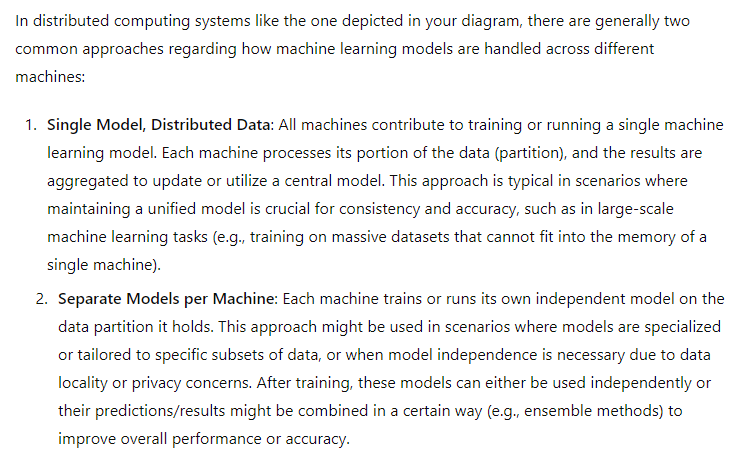 In distributed computing systems like the one depicted in your diagram, there are generally two
common approaches regarding how machine learning models are handled across different
machines:
1. Single Model, Distributed Data: All machines contribute to training or running a single machine
learning model. Each machine processes its portion of the data (partition), and the results are
aggregated to update or utilize a central model. This approach is typical in scenarios where
maintaining a unified model is crucial for consistency and accuracy, such as in large-scale
machine learning tasks (e.g., training on massive datasets that cannot fit into the memory of a
single machine).
2. Separate Models per Machine: Each machine trains or runs its own independent model on the
data partition it holds. This approach might be used in scenarios where models are specialized
or tailored to specific subsets of data, or when model independence is necessary due to data
locality or privacy concerns. After training, these models can either be used independently or
their predictions/results might be combined in a certain way (e.g., ensemble methods) to
improve overall performance or accuracy.